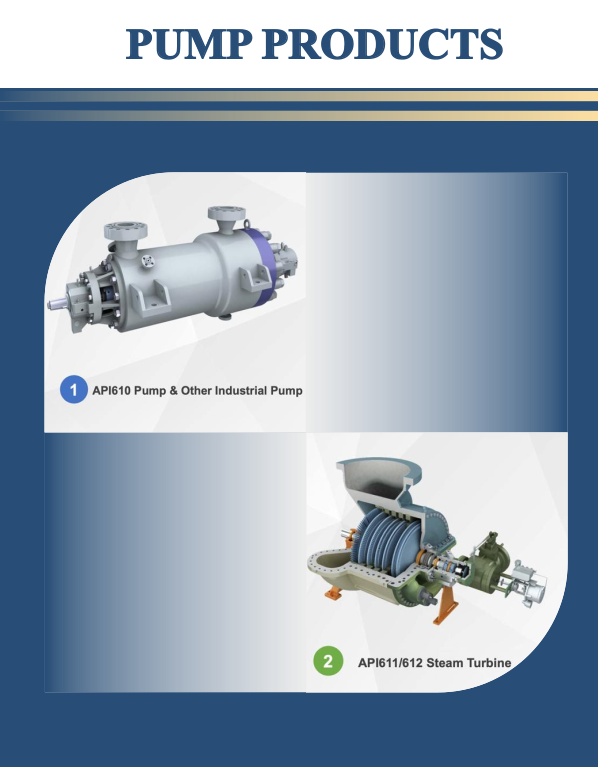 PUMP PRODUCTS
1 API610 Pump & Other Industrial Pump
2 API611/612 Steam Turbine